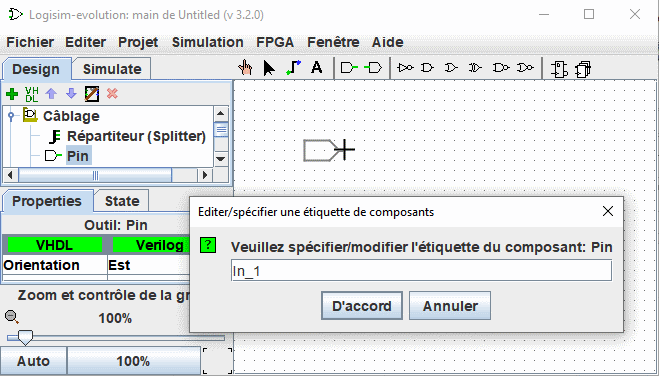 Logisim-evolution: main de Untitled (v 3.2.0)
Fichier Editer Projet Simulation FPGA Fenêtre Aide
Design Simulate
A
VH
DL
Câblage
Répartiteur (Splitter)
Pin
Properties State
Outil: Pin
VHDL Verilog
Orientation Est
Zoom et contrôle de la gr
100%
Auto 100%
Editer/spécifier une étiquette de composants
? Veuillez spécifier/modifier l'étiquette du composant: Pin
In_1
D'accord Annuler